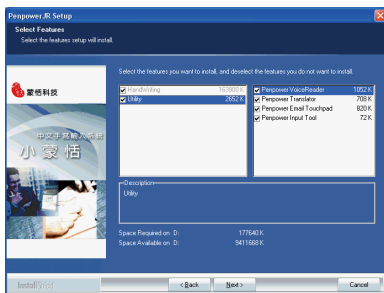 Penpower JR Setup
Select Features
Select the features setup will install.
Select the features you want to install, and deselect the features you do not want to install.
蒙恬科技
中文手寫輸入系統
小蒙恬
HandWriting 163800 K
Utility 2652 K
Penpower VoiceReader 1052 K
Penpower Translator 708 K
Penpower Email Touchpad 820 K
Penpower Input Tool 72 K
Description
Utility
Space Required on D: 177640 K
Space Available on D: 9411668 K
InstallShield
< Back
Next >
Cancel